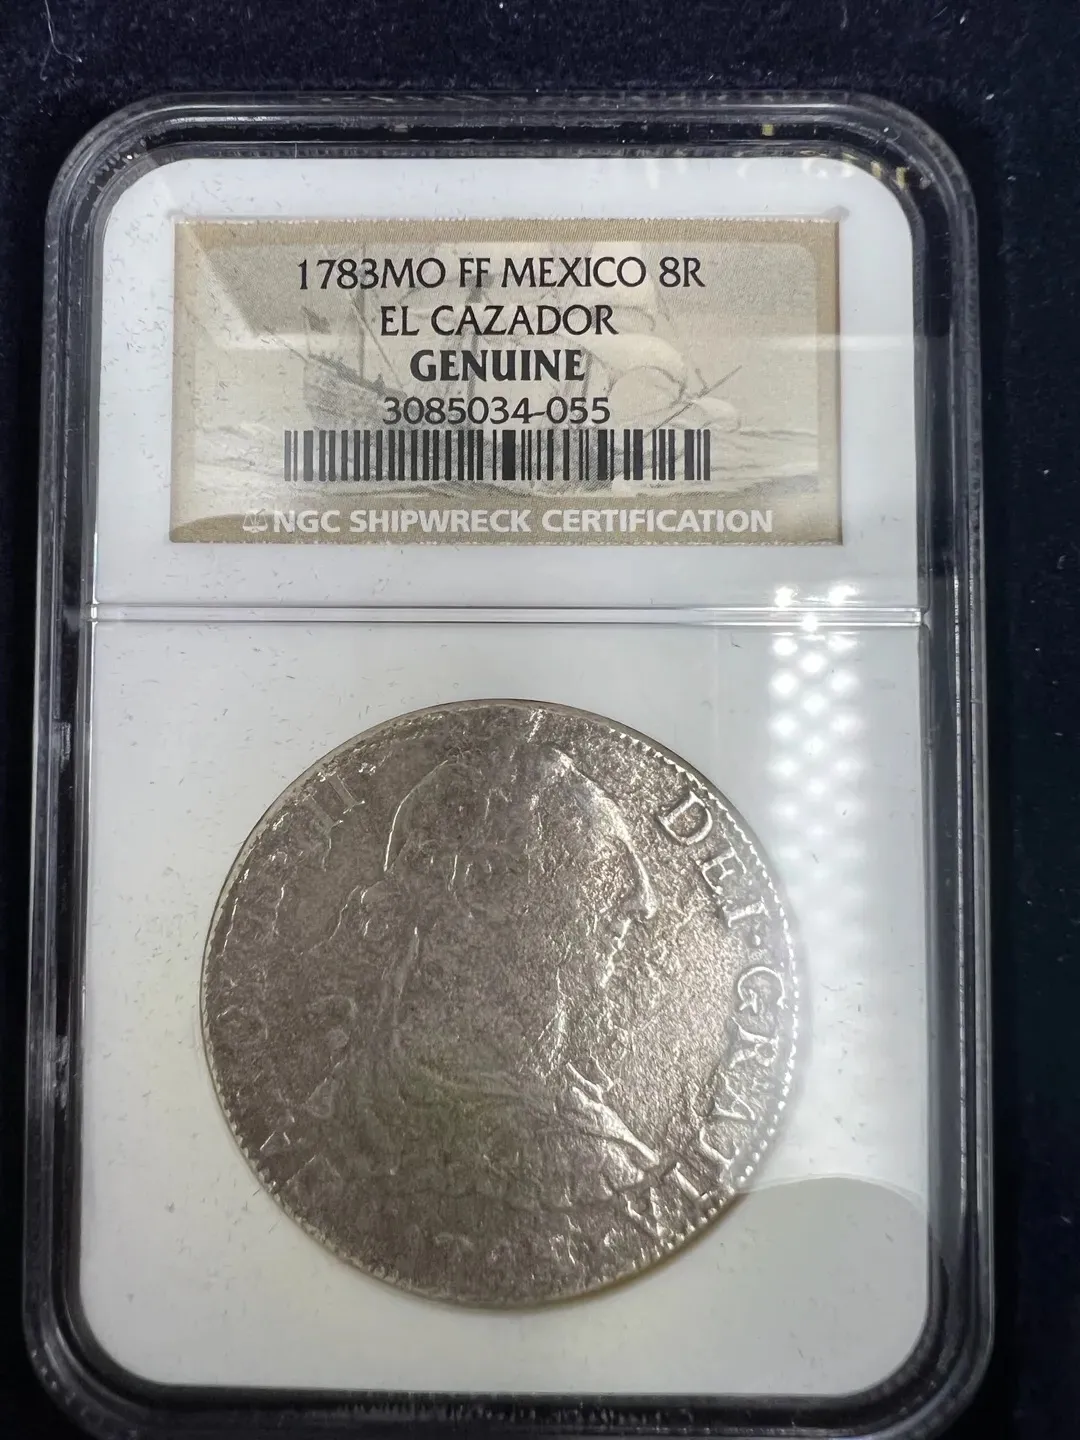 1783MO FF MEXICO 8R
EL CAZADOR
GENUINE
3085034-055
NGC SHIPWRECK CERTIFICATION
DEI·GRATIA